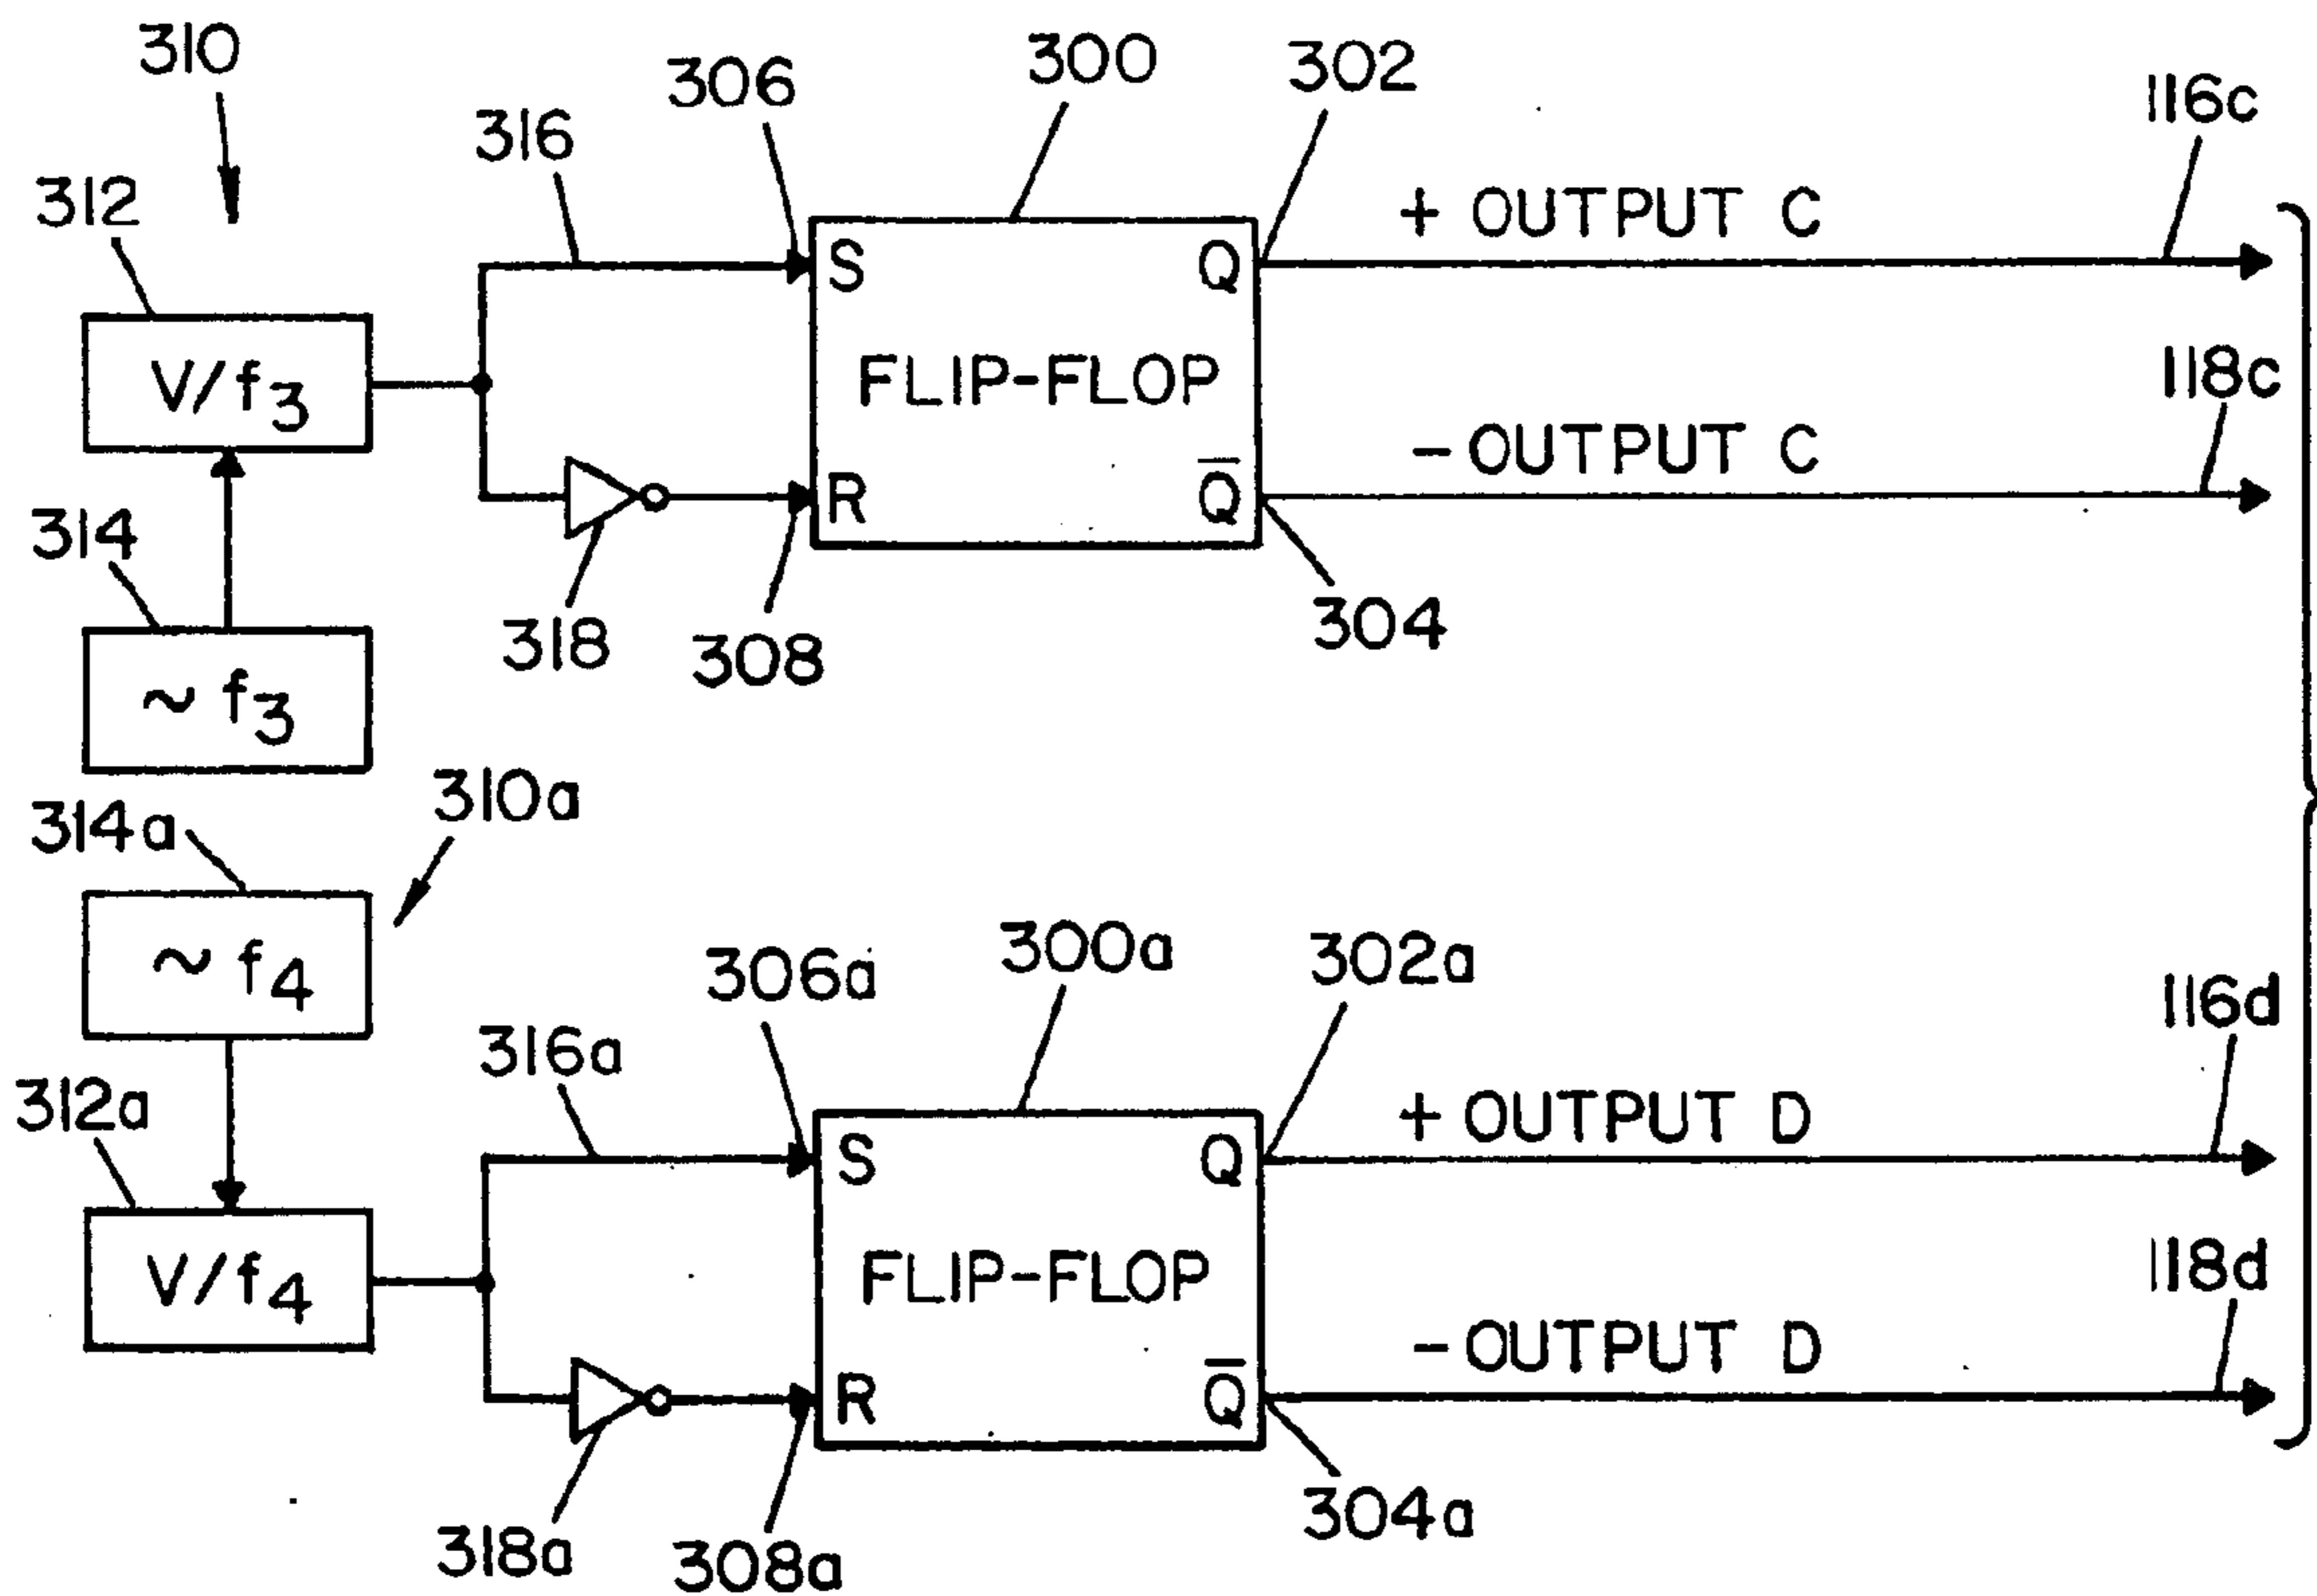 310
306
300
302
116c
316
312
+ OUTPUT C
S
Q
V/f3
FLIP-FLOP
118c
- OUTPUT C
R
Q̅
314
318
308
304
~ f3
310a
314a
~ f4
306a
300a
302a
116d
316a
312a
+ OUTPUT D
S
Q
V/f4
FLIP-FLOP
118d
- OUTPUT D
R
Q̅
318a
308a
304a